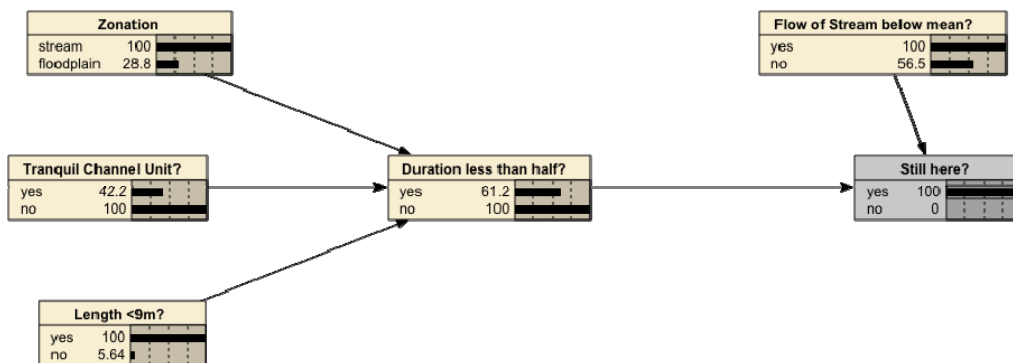 Zonation
stream 100
floodplain 28.8
Flow of Stream below mean?
yes 100
no 56.5
Tranquil Channel Unit?
yes 42.2
no 100
Duration less than half?
yes 61.2
no 100
Still here?
yes 100
no 0
Length <9m?
yes 100
no 5.64